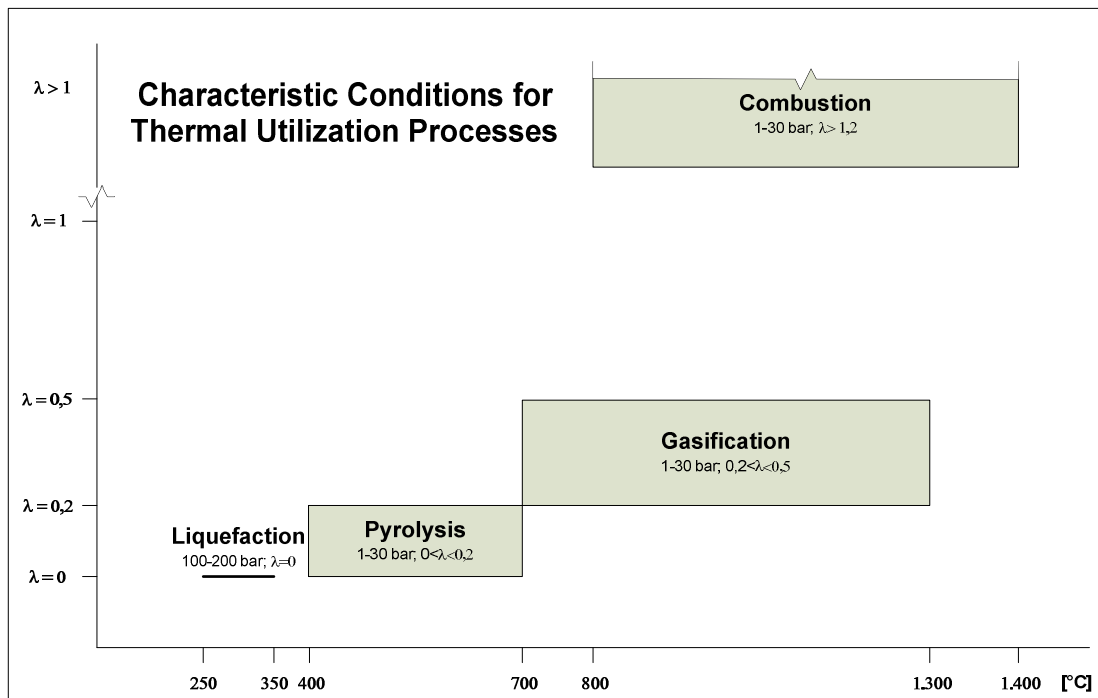 Characteristic Conditions for
Thermal Utilization Processes
λ > 1
Combustion
1-30 bar; λ> 1,2
λ = 1
λ = 0,5
Gasification
1-30 bar; 0,2<λ<0,5
λ = 0,2
Liquefaction
100-200 bar; λ=0
Pyrolysis
1-30 bar; 0<λ<0,2
λ = 0
250 350 400 700 800 1.300 1.400 [°C]